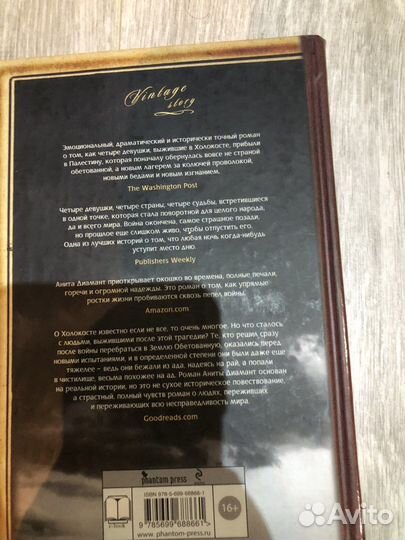 Vintage
story
Эмоциональный, драматический и исторически точный роман
о том, как четыре девушки, выжившие в Холокосте, прибыли
в Палестину, которая поначалу обернулась вовсе не страной
обетованной, а новым лагерем за колючей проволокой,
новыми бедами и новым изгнанием.
The Washington Post
Четыре девушки, четыре страны, четыре судьбы, встретившиеся
в одной точке, которая стала поворотной для целого народа,
да и всего мира. Война окончена, самое страшное позади,
но прошлое еще слишком живо, чтобы отпустить его.
Одна из лучших историй о том, что любая ночь когда-нибудь
уступит место дню.
Publishers Weekly
Анита Диамант приоткрывает окошко во времена, полные печали,
горечи и огромной надежды. Это роман о том, как упрямые
ростки жизни пробиваются сквозь пепел войны.
Amazon.com
О Холокосте известно если не все, то очень многое. Но что сталось
с людьми, выжившими после этой трагедии? Те, кто решил сразу
после войны перебраться в Землю Обетованную, оказались перед
новыми испытаниями, и в определенной степени они были даже еще
тяжелее – ведь они бежали из ада, надеясь на рай, а попали
в чистилище, весьма похожее на ад. Роман Аниты Диамант основан
на реальной истории, но это не сухое историческое повествование,
а страстный, полный чувств роман о людях, переживших
и переживающих всю несправедливость мира.
Goodreads.com
phantom press
ISBN 978-5-699-68866-1
9 785699 688661
16+
www.phantom-press.ru
Avito